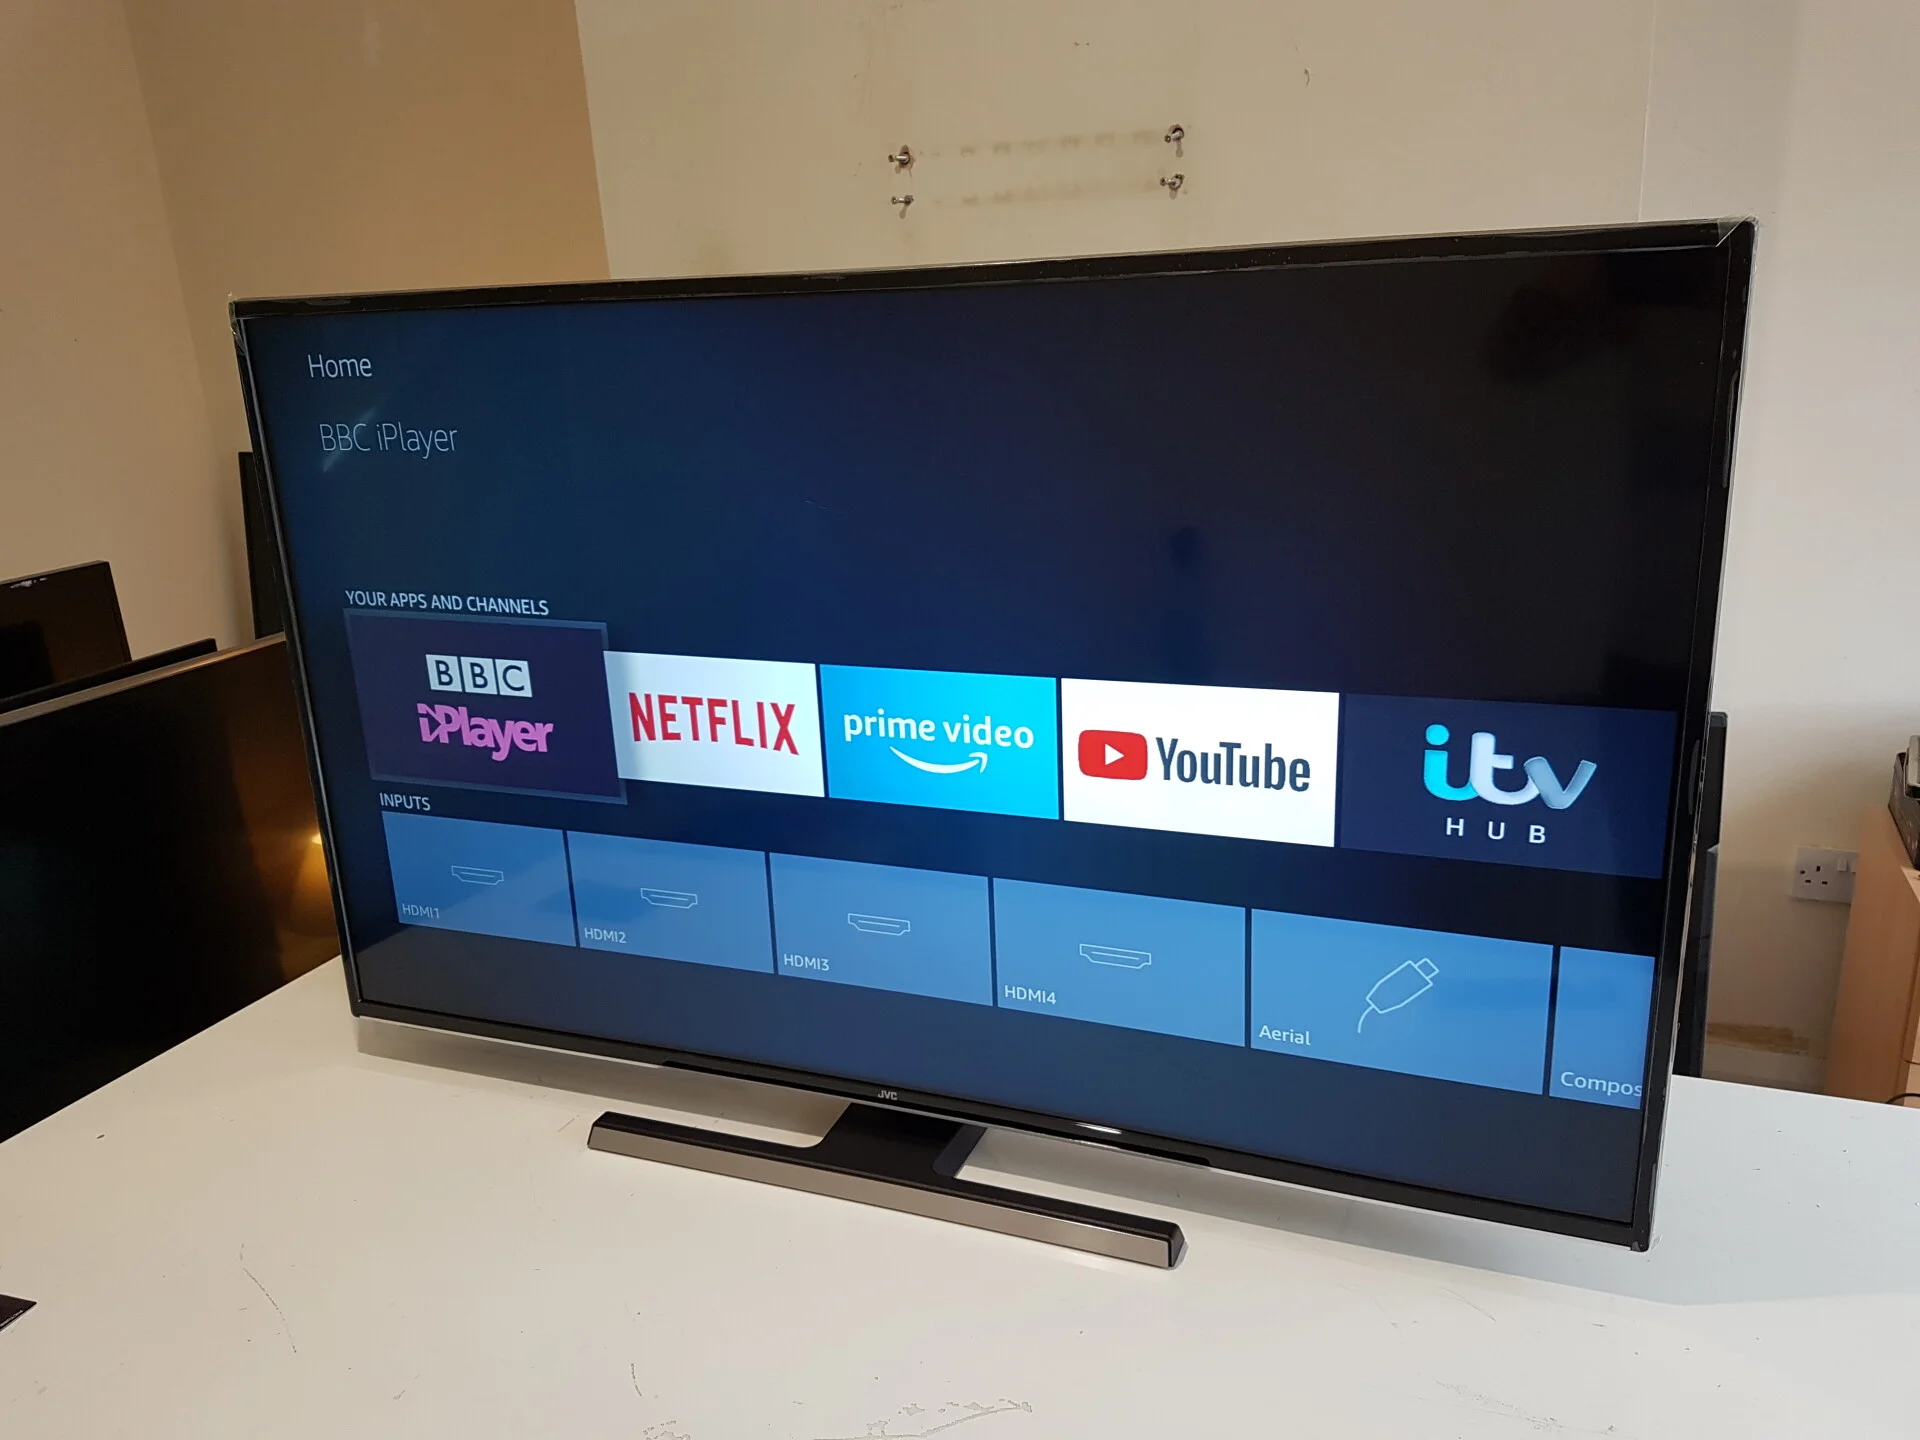 Home
BBC iPlayer
YOUR APPS AND CHANNELS
BBC
iPlayer
NETFLIX
prime video
YouTube
itv
HUB
INPUTS
HDMI1
HDMI2
HDMI3
HDMI4
Aerial
Compos
JVC